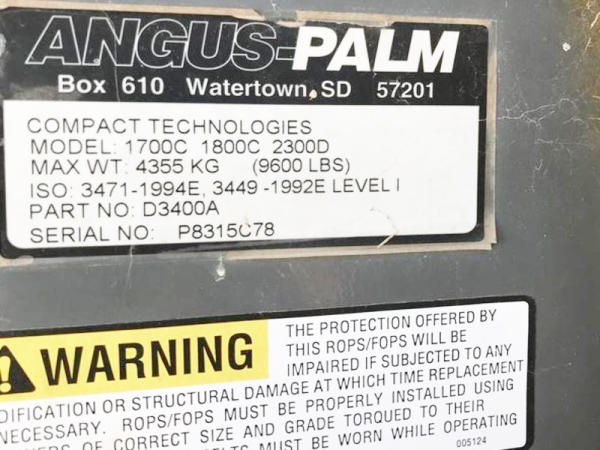 ANGUS-PALM
Box 610 Watertown, SD 57201
COMPACT TECHNOLOGIES
MODEL: 1700C 1800C 2300D
MAX WT: 4355 KG (9600 LBS)
ISO: 3471-1994E, 3449-1992E LEVEL I
PART NO: D3400A
SERIAL NO: P8315C78
WARNING
THE PROTECTION OFFERED BY
THIS ROPS/FOPS WILL BE
IMPAIRED IF SUBJECTED TO ANY
DIFICATION OR STRUCTURAL DAMAGE AT WHICH TIME REPLACEMENT
NECESSARY. ROPS/FOPS MUST BE PROPERLY INSTALLED USING
OF CORRECT SIZE AND GRADE TORQUED TO THEIR
MUST BE WORN WHILE OPERATING
005124